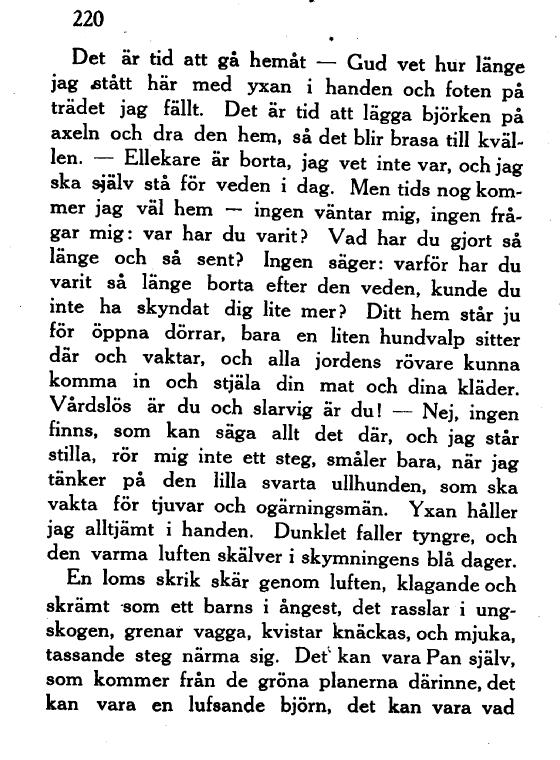 220
Det är tid att gå hemåt — Gud vet hur länge
jag stått här med yxan i handen och foten på
trädet jag fällt. Det är tid att lägga björken på
axeln och dra den hem, så det blir brasa till kväl-
len. — Ellekare är borta, jag vet inte var, och jag
ska själv stå för veden i dag. Men tids nog kom-
mer jag väl hem — ingen väntar mig, ingen frå-
gar mig: var har du varit? Vad har du gjort så
länge och så sent? Ingen säger: varför har du
varit så länge borta efter den veden, kunde du
inte ha skyndat dig lite mer? Ditt hem står ju
för öppna dörrar, bara en liten hundvalp sitter
där och vaktar, och alla jordens rövare kunna
komma in och stjäla din mat och dina kläder.
Vårdslös är du och slarvig är du! — Nej, ingen
finns, som kan säga allt det där, och jag står
stilla, rör mig inte ett steg, småler bara, när jag
tänker på den lilla svarta ullhunden, som ska
vakta för tjuvar och ogärningsmän. Yxan håller
jag alltjämt i handen. Dunklet faller tyngre, och
den varma luften skälver i skymningens blå dager.
En loms skrik skär genom luften, klagande och
skrämt som ett barns i ångest, det rasslar i ung-
skogen, grenar vagga, kvistar knäckas, och mjuka,
tassande steg närma sig. Det kan vara Pan själv,
som kommer från de gröna planerna därinne, det
kan vara en lufsande björn, det kan vara vad